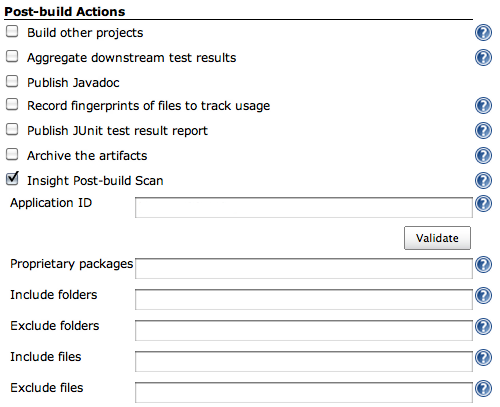 Post-build Actions
Build other projects
Aggregate downstream test results
Publish Javadoc
Record fingerprints of files to track usage
Publish JUnit test result report
Archive the artifacts
Insight Post-build Scan
Application ID
Validate
Proprietary packages
Include folders
Exclude folders
Include files
Exclude files